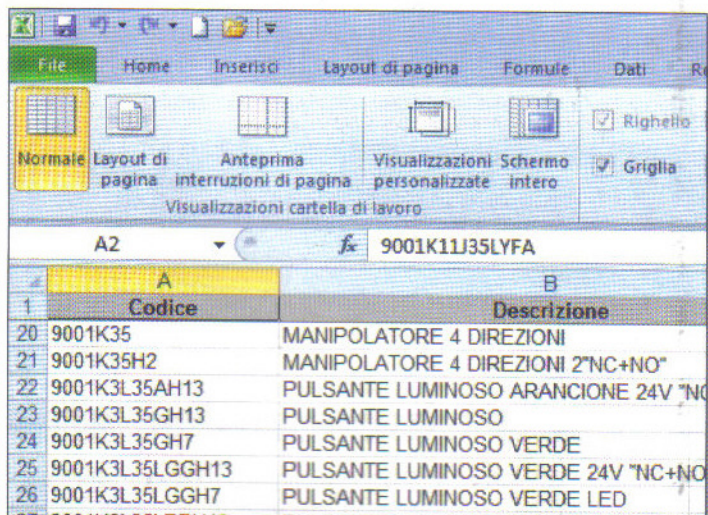 File Home Inserisci Layout di pagina Formule Dati
Normale Layout di pagina Anteprima interruzioni di pagina Visualizzazioni personalizzate Schermo intero Righello Griglia
Visualizzazioni cartella di lavoro
A2 fx 9001K11J35LYFA
A B
1 Codice Descrizione
20 9001K35 MANIPOLATORE 4 DIREZIONI
21 9001K35H2 MANIPOLATORE 4 DIREZIONI 2"NC+NO"
22 9001K3L35AH13 PULSANTE LUMINOSO ARANCIONE 24V "NC
23 9001K3L35GH13 PULSANTE LUMINOSO
24 9001K3L35GH7 PULSANTE LUMINOSO VERDE
25 9001K3L35LGGH13 PULSANTE LUMINOSO VERDE 24V "NC+NO
26 9001K3L35LGGH7 PULSANTE LUMINOSO VERDE LED